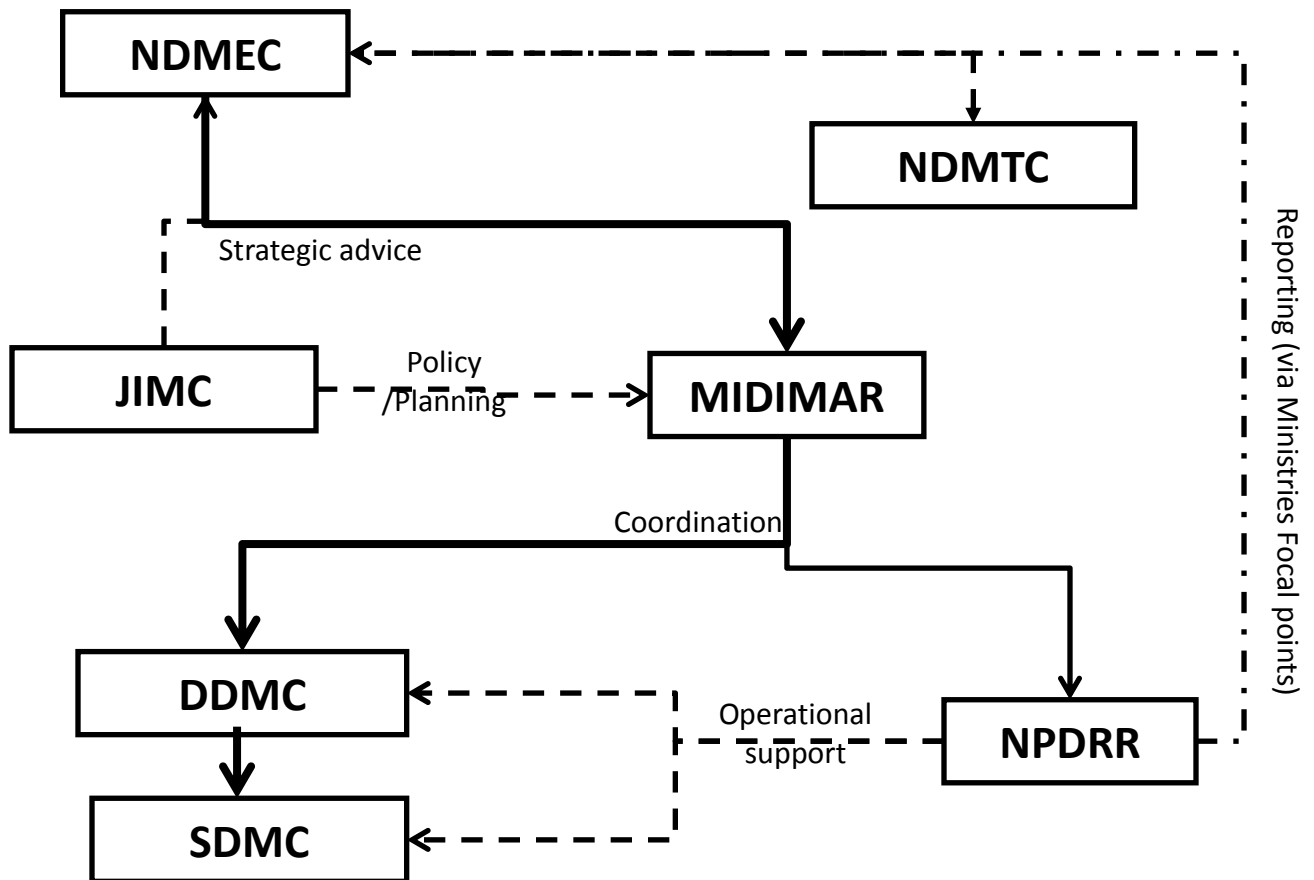 NDMEC
NDMTC
Strategic advice
JIMC
Policy
/Planning
MIDIMAR
Reporting (via Ministries Focal points)
Coordination
DDMC
Operational
support
NPDRR
SDMC